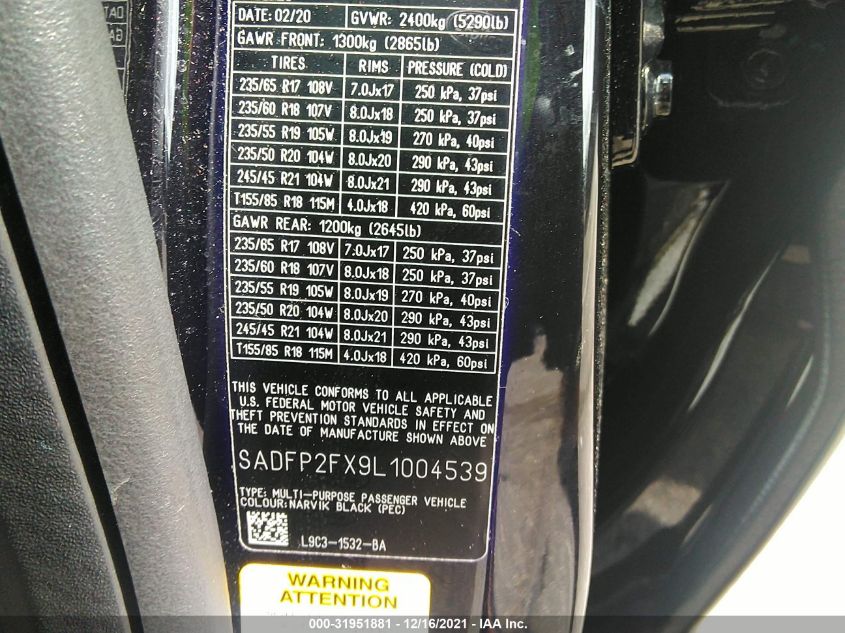 DATE: 02/20 GVWR: 2400kg (5290lb)
GAWR FRONT: 1300kg (2865lb)
TIRES RIMS PRESSURE (COLD)
235/65 R17 108V 7.0Jx17 250 kPa, 37psi
235/60 R18 107V 8.0Jx18 250 kPa, 37psi
235/55 R19 105W 8.0Jx19 270 kPa, 40psi
235/50 R20 104W 8.0Jx20 290 kPa, 43psi
245/45 R21 104W 8.0Jx21 290 kPa, 43psi
T155/85 R18 115M 4.0Jx18 420 kPa, 60psi
GAWR REAR: 1200kg (2645lb)
235/65 R17 108V 7.0Jx17 250 kPa, 37psi
235/60 R18 107V 8.0Jx18 250 kPa, 37psi
235/55 R19 105W 8.0Jx19 270 kPa, 40psi
235/50 R20 104W 8.0Jx20 290 kPa, 43psi
245/45 R21 104W 8.0Jx21 290 kPa, 43psi
T155/85 R18 115M 4.0Jx18 420 kPa, 60psi
THIS VEHICLE CONFORMS TO ALL APPLICABLE
U.S. FEDERAL MOTOR VEHICLE SAFETY AND
THEFT PREVENTION STANDARDS IN EFFECT ON
THE DATE OF MANUFACTURE SHOWN ABOVE
SADFP2FX9L1004539
TYPE: MULTI-PURPOSE PASSENGER VEHICLE
COLOUR:NARVIK BLACK (PEC)
L9C3-1532-BA
WARNING
ATTENTION
000-31951881 - 12/16/2021 - IAA Inc.